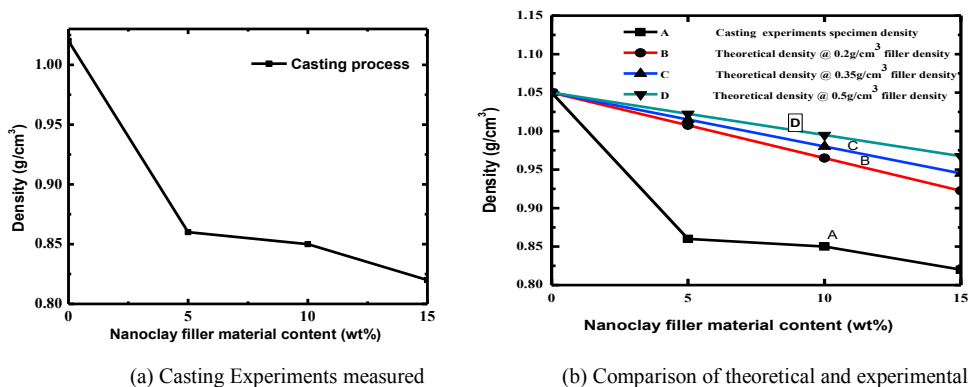 (a)
1.00
0.95
0.90
0.85
0.80
Density (g/cm³)
Casting process
0 5 10 15
Nanoclay filler material content (wt%)
(a) Casting Experiments measured
(b)
1.15
1.10
1.05
1.00
0.95
0.90
0.85
0.80
Density (g/cm³)
A Casting experiments specimen density
B Theoretical density @ 0.2g/cm³ filler density
C Theoretical density @ 0.35g/cm³ filler density
D Theoretical density @ 0.5g/cm³ filler density
D
C
B
A
0 5 10 15
Nanoclay filler material content (wt%)
(b) Comparison of theoretical and experimental